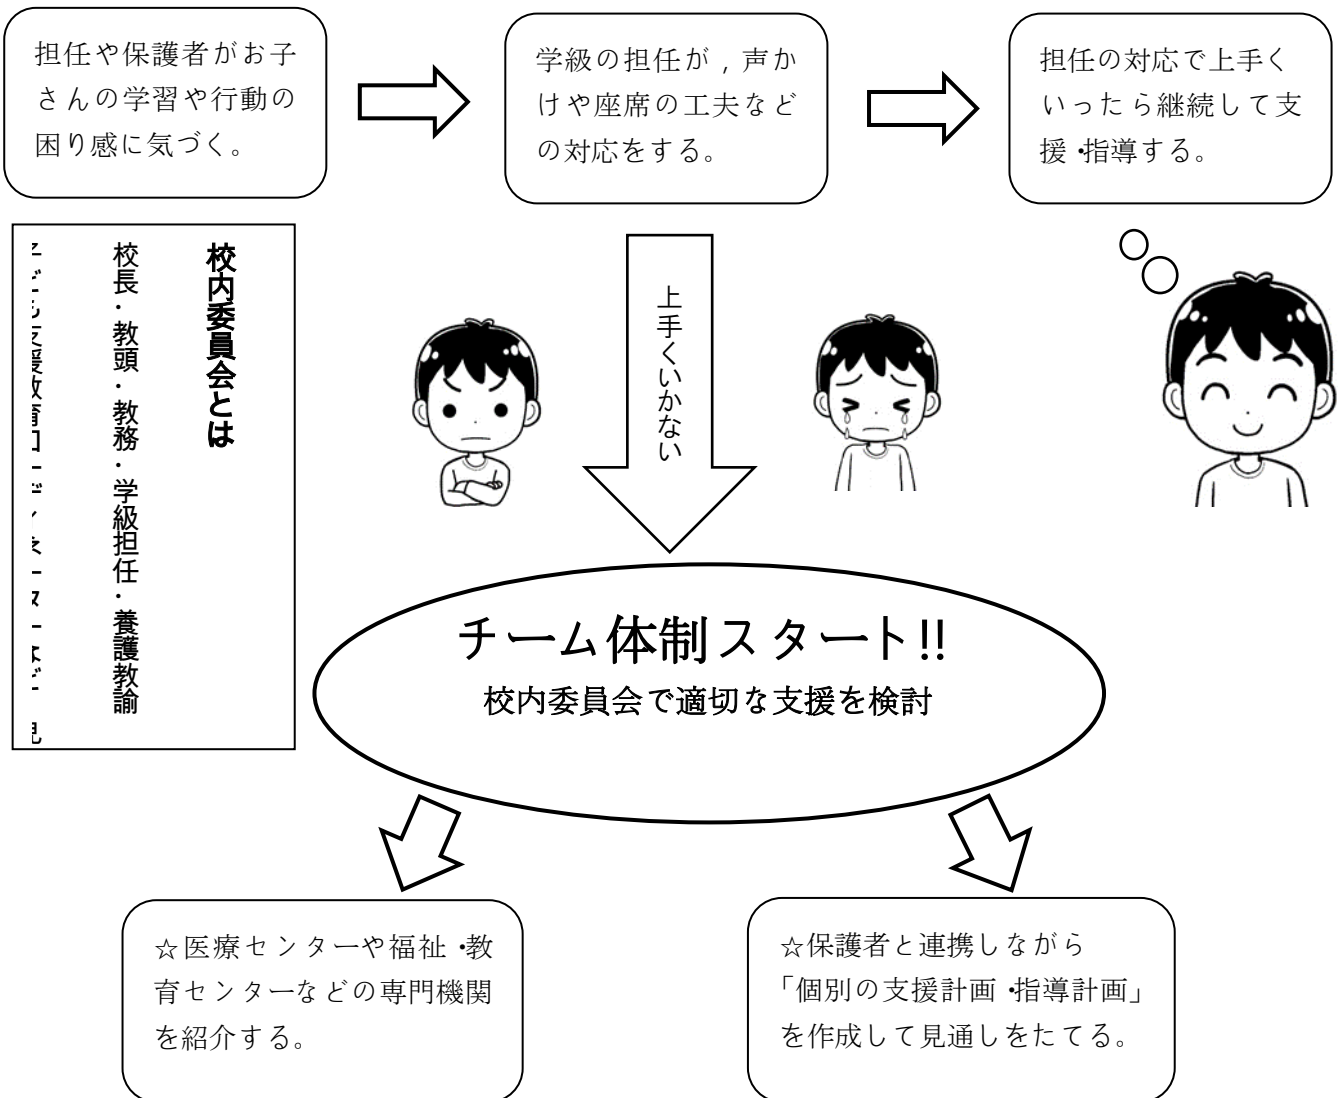 担任や保護者がお子
さんの学習や行動の
困り感に気づく。
学級の担任が，声か
けや座席の工夫など
の対応をする。
担任の対応で上手く
いったら継続して支
援・指導する。
校内委員会とは
校長・教頭・教務・学級担任・養護教諭
上手くいかない
チーム体制スタート!!
校内委員会で適切な支援を検討
☆医療センターや福祉・教
育センターなどの専門機関
を紹介する。
☆保護者と連携しながら
「個別の支援計画・指導計画」
を作成して見通しをたてる。